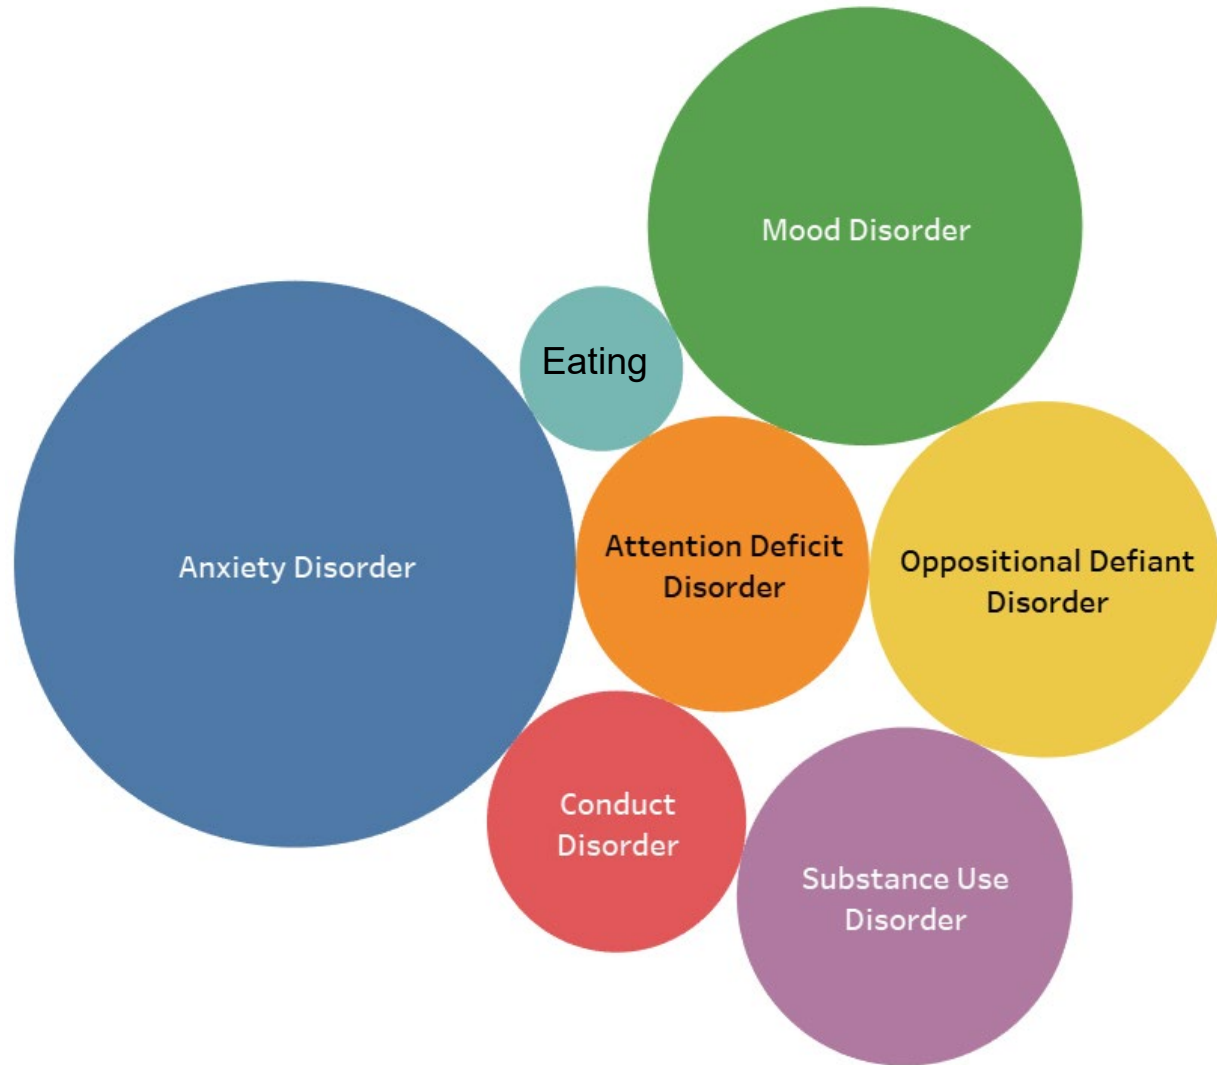 Mood Disorder
Eating
Anxiety Disorder
Attention Deficit
Disorder
Oppositional Defiant
Disorder
Conduct
Disorder
Substance Use
Disorder